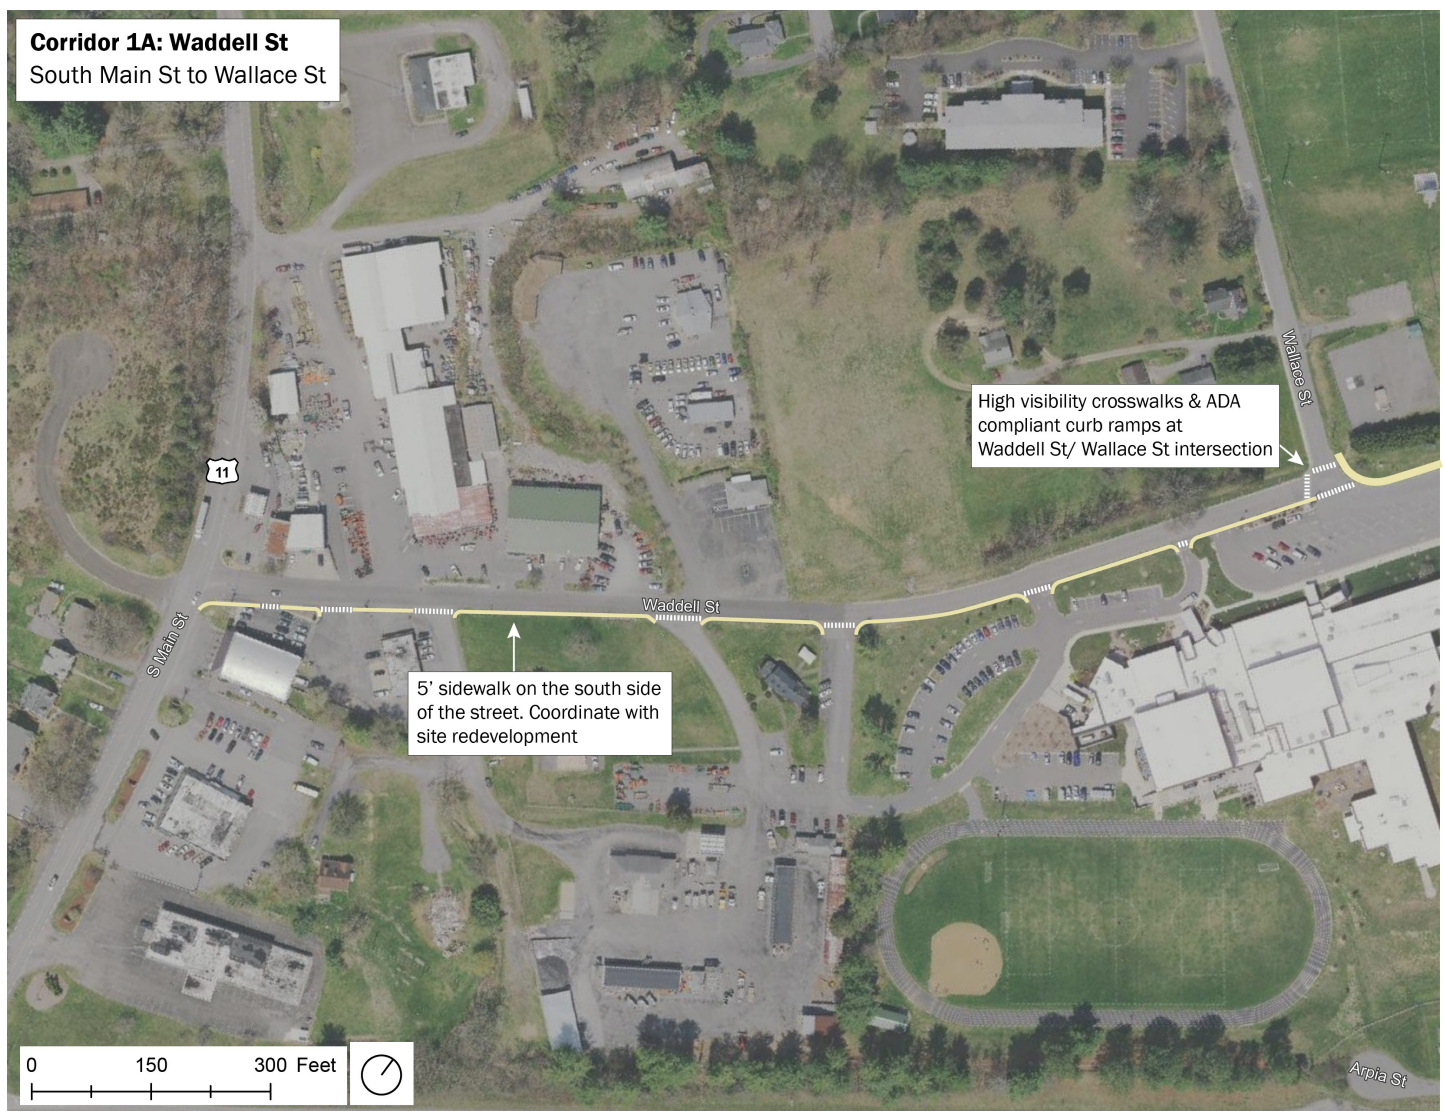 Corridor 1A: Waddell St
South Main St to Wallace St
Wallace St
High visibility crosswalks & ADA
compliant curb ramps at
Waddell St/ Wallace St intersection
11
Waddell St
S Main St
5’ sidewalk on the south side
of the street. Coordinate with
site redevelopment
0 150 300 Feet
Arpia St